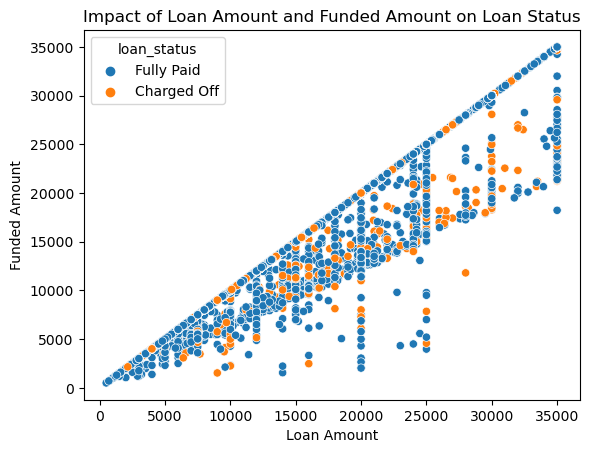 Impact of Loan Amount and Funded Amount on Loan Status
loan_status
Fully Paid
Charged Off
Funded Amount
35000
30000
25000
20000
15000
10000
5000
0
0 5000 10000 15000 20000 25000 30000 35000
Loan Amount